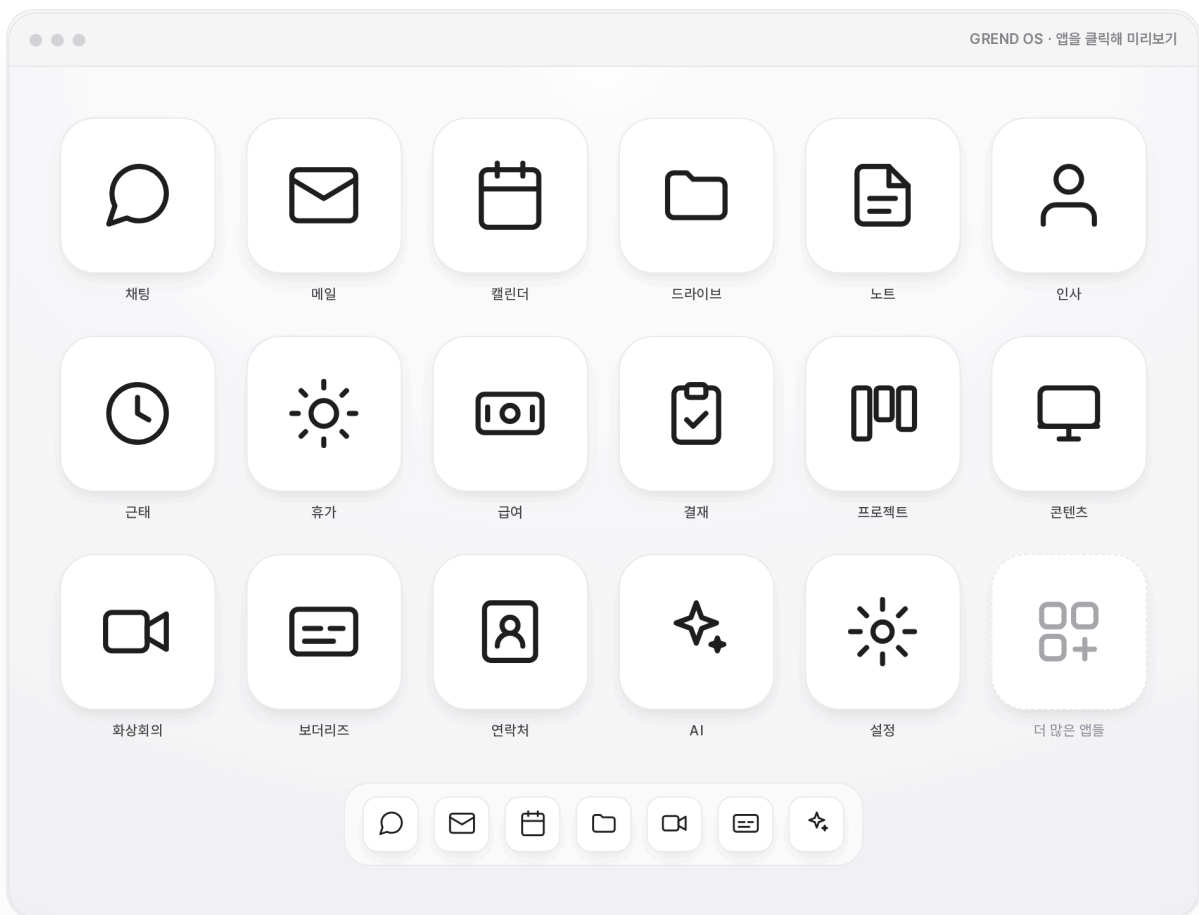 GREND OS · 앱을 클릭해 미리보기
채팅
메일
캘린더
드라이브
노트
인사
근태
휴가
급여
결재
프로젝트
콘텐츠
화상회의
보더리즈
연락처
AI
설정
더 많은 앱들